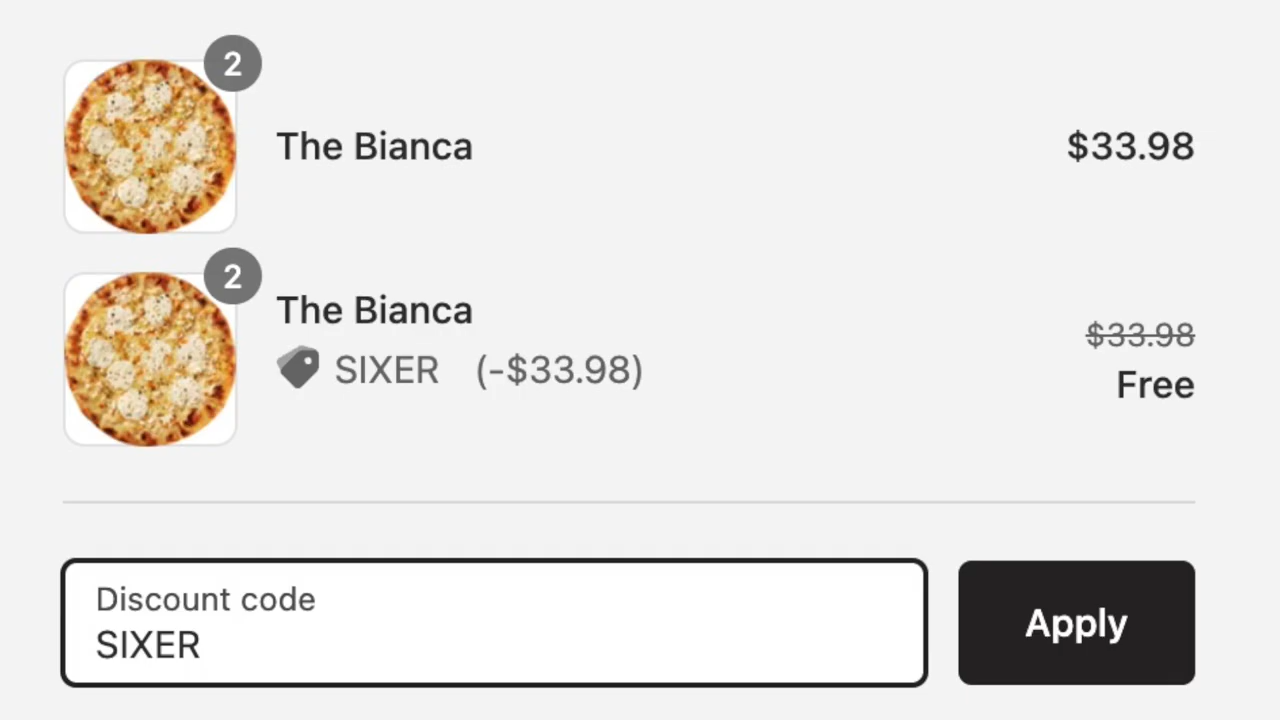 2
The Bianca
$33.98
2
The Bianca
SIXER (-$33.98)
$33.98
Free
Discount code
SIXER
Apply